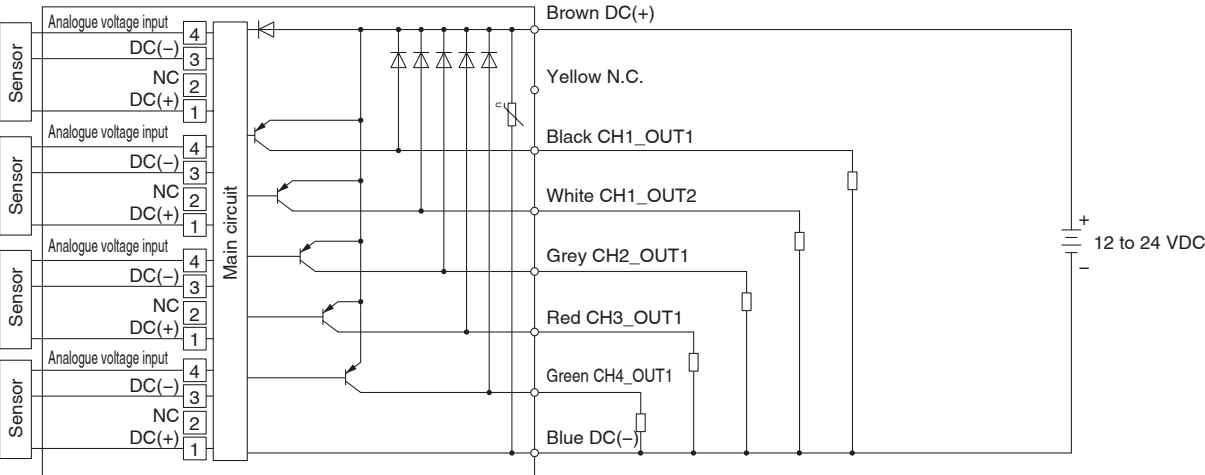 Brown DC(+)
Yellow N.C.
Black CH1_OUT1
White CH1_OUT2
Grey CH2_OUT1
Red CH3_OUT1
Green CH4_OUT1
Blue DC(−)
+
12 to 24 VDC
−
Main circuit
U
Sensor
Analogue voltage input
4
DC(−)
3
NC
2
DC(+)
1
Sensor
Analogue voltage input
4
DC(−)
3
NC
2
DC(+)
1
Sensor
Analogue voltage input
4
DC(−)
3
NC
2
DC(+)
1
Sensor
Analogue voltage input
4
DC(−)
3
NC
2
DC(+)
1